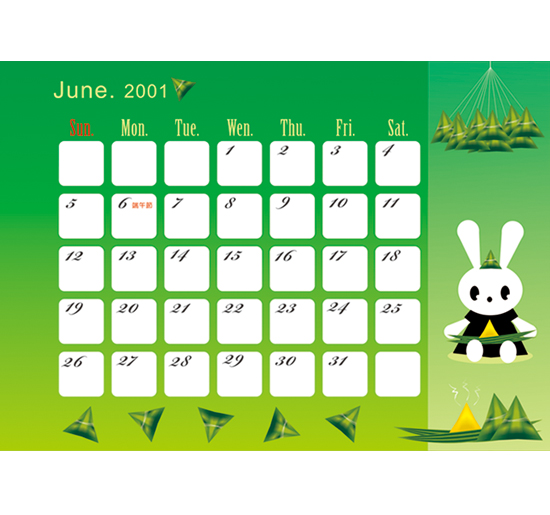 June. 2001
Sun. Mon. Tue. Wen. Thu. Fri. Sat.
1 2 3 4
5 6 端午節 7 8 9 10 11
12 13 14 15 16 17 18
19 20 21 22 23 24 25
26 27 28 29 30 31